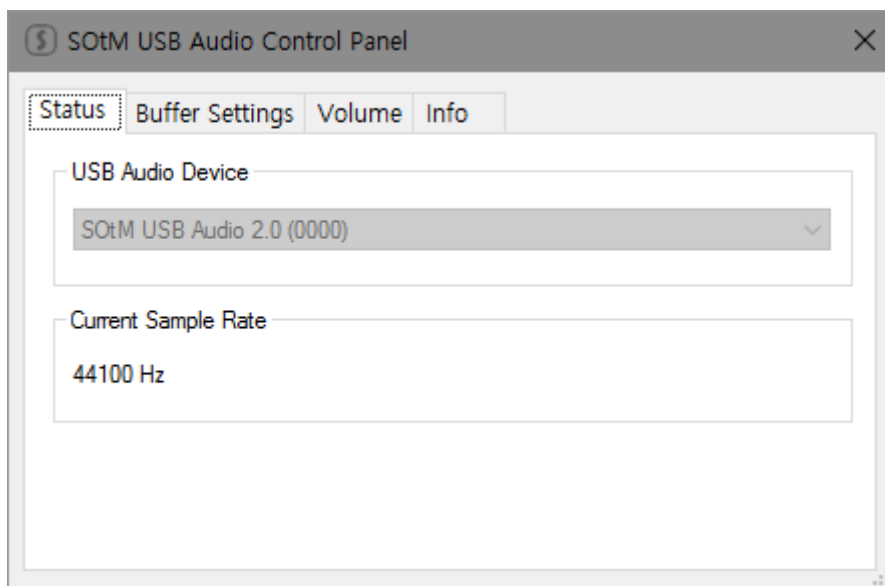 SOtM USB Audio Control Panel
Status Buffer Settings Volume Info
USB Audio Device
SOtM USB Audio 2.0 (0000)
Current Sample Rate
44100 Hz